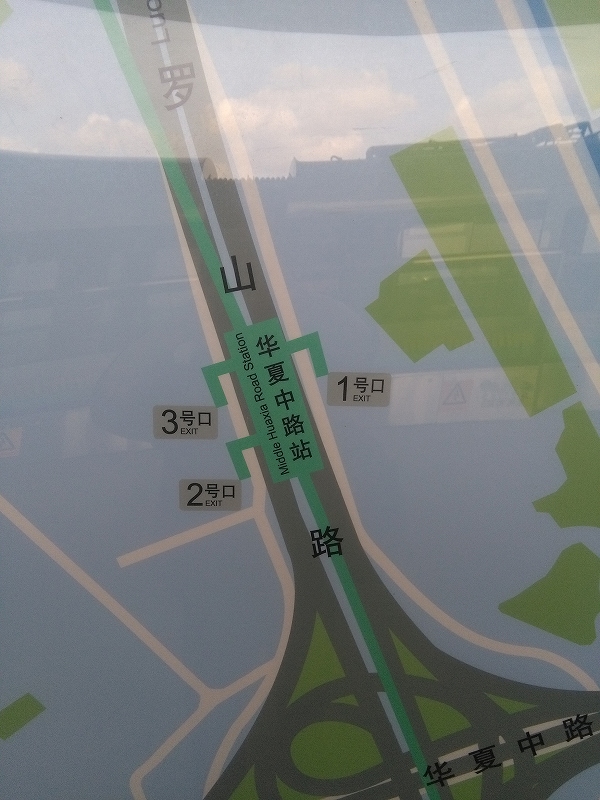 罗
山
路
华夏中路站
Middle Huaxia Road Station
1号口
EXIT
3号口
EXIT
2号口
EXIT
华夏中路